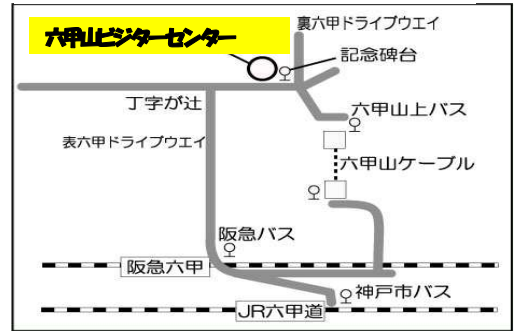 裏六甲ドライブウエイ
六甲山ビジターセンター
記念碑台
丁字が辻
六甲山上バス
表六甲ドライブウエイ
六甲山ケーブル
阪急バス
阪急六甲
神戸市バス
JR六甲道